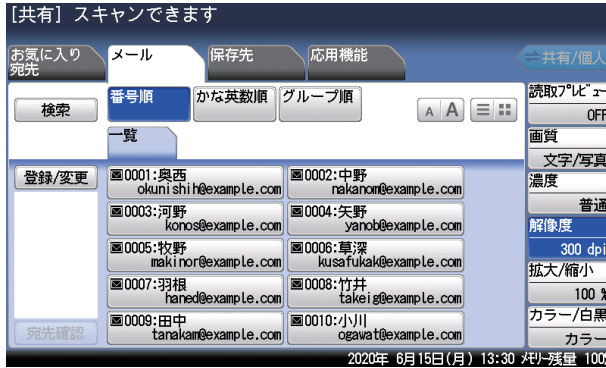 [共有] スキャンできます
お気に入り
宛先
メール
保存先
応用機能
共有/個人
検索
番号順
かな英数順
グループ順
A A
一覧
登録/変更
0001:奥西
okunishih@example.com
0002:中野
nakanom@example.com
0003:河野
konos@example.com
0004:矢野
yanob@example.com
0005:牧野
makinor@example.com
0006:草深
kusafukak@example.com
0007:羽根
haned@example.com
0008:竹井
takeig@example.com
0009:田中
tanakam@example.com
0010:小川
ogawat@example.com
宛先確認
読取プレビュー
OFF
画質
文字/写真
濃度
普通
解像度
300 dpi
拡大/縮小
100 %
カラー/白黒
カラー
2020年 6月15日(月) 13:30 メモリー残量 100